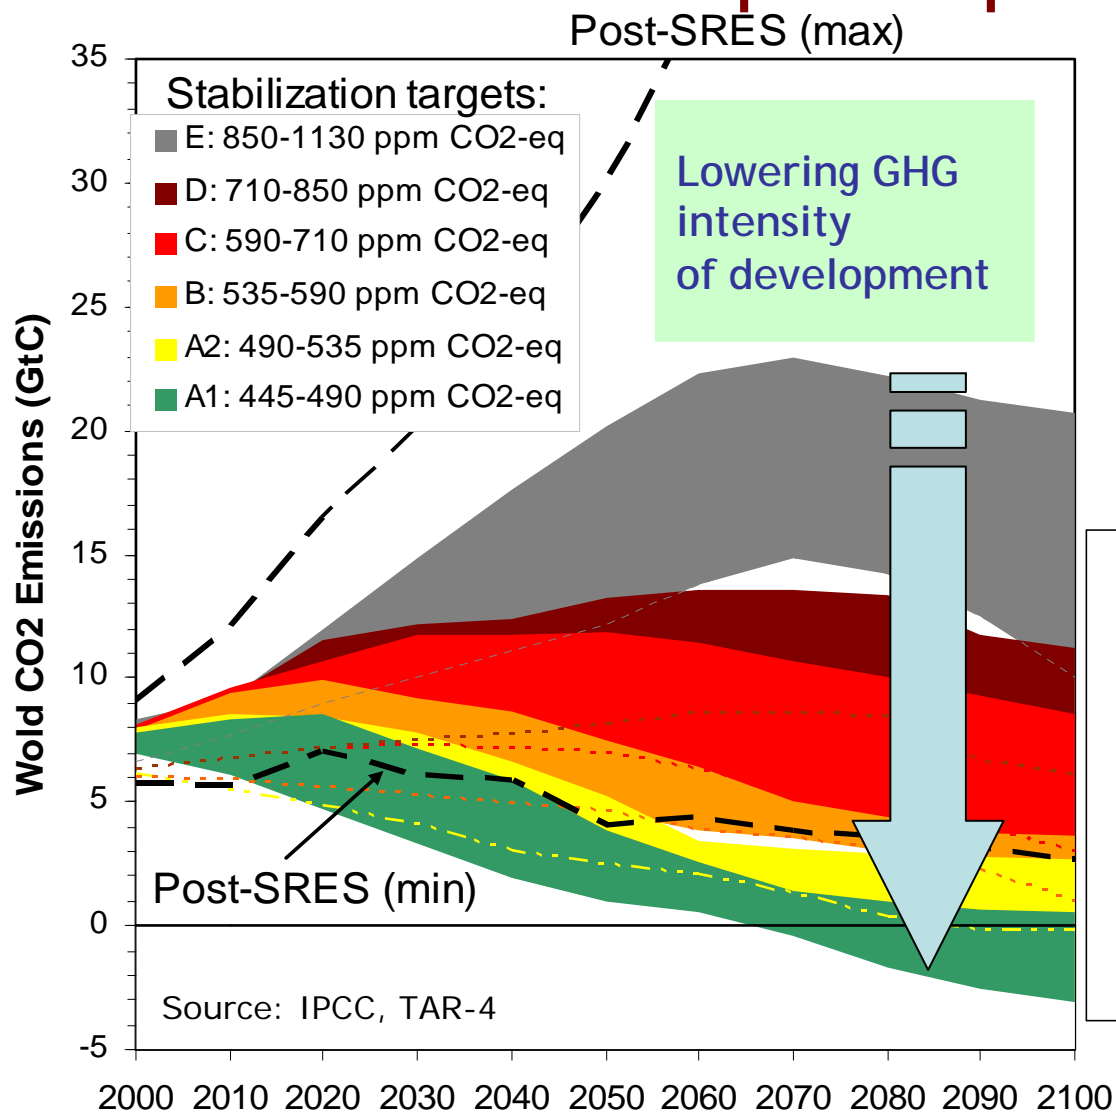 Post-SRES (max)
Stabilization targets:
E: 850-1130 ppm CO2-eq
D: 710-850 ppm CO2-eq
C: 590-710 ppm CO2-eq
B: 535-590 ppm CO2-eq
A2: 490-535 ppm CO2-eq
A1: 445-490 ppm CO2-eq
Lowering GHG
intensity
of development
Wold CO2 Emissions (GtC)
35
30
25
20
15
10
5
0
-5
Post-SRES (min)
Source: IPCC, TAR-4
2000 2010 2020 2030 2040 2050 2060 2070 2080 2090 2100